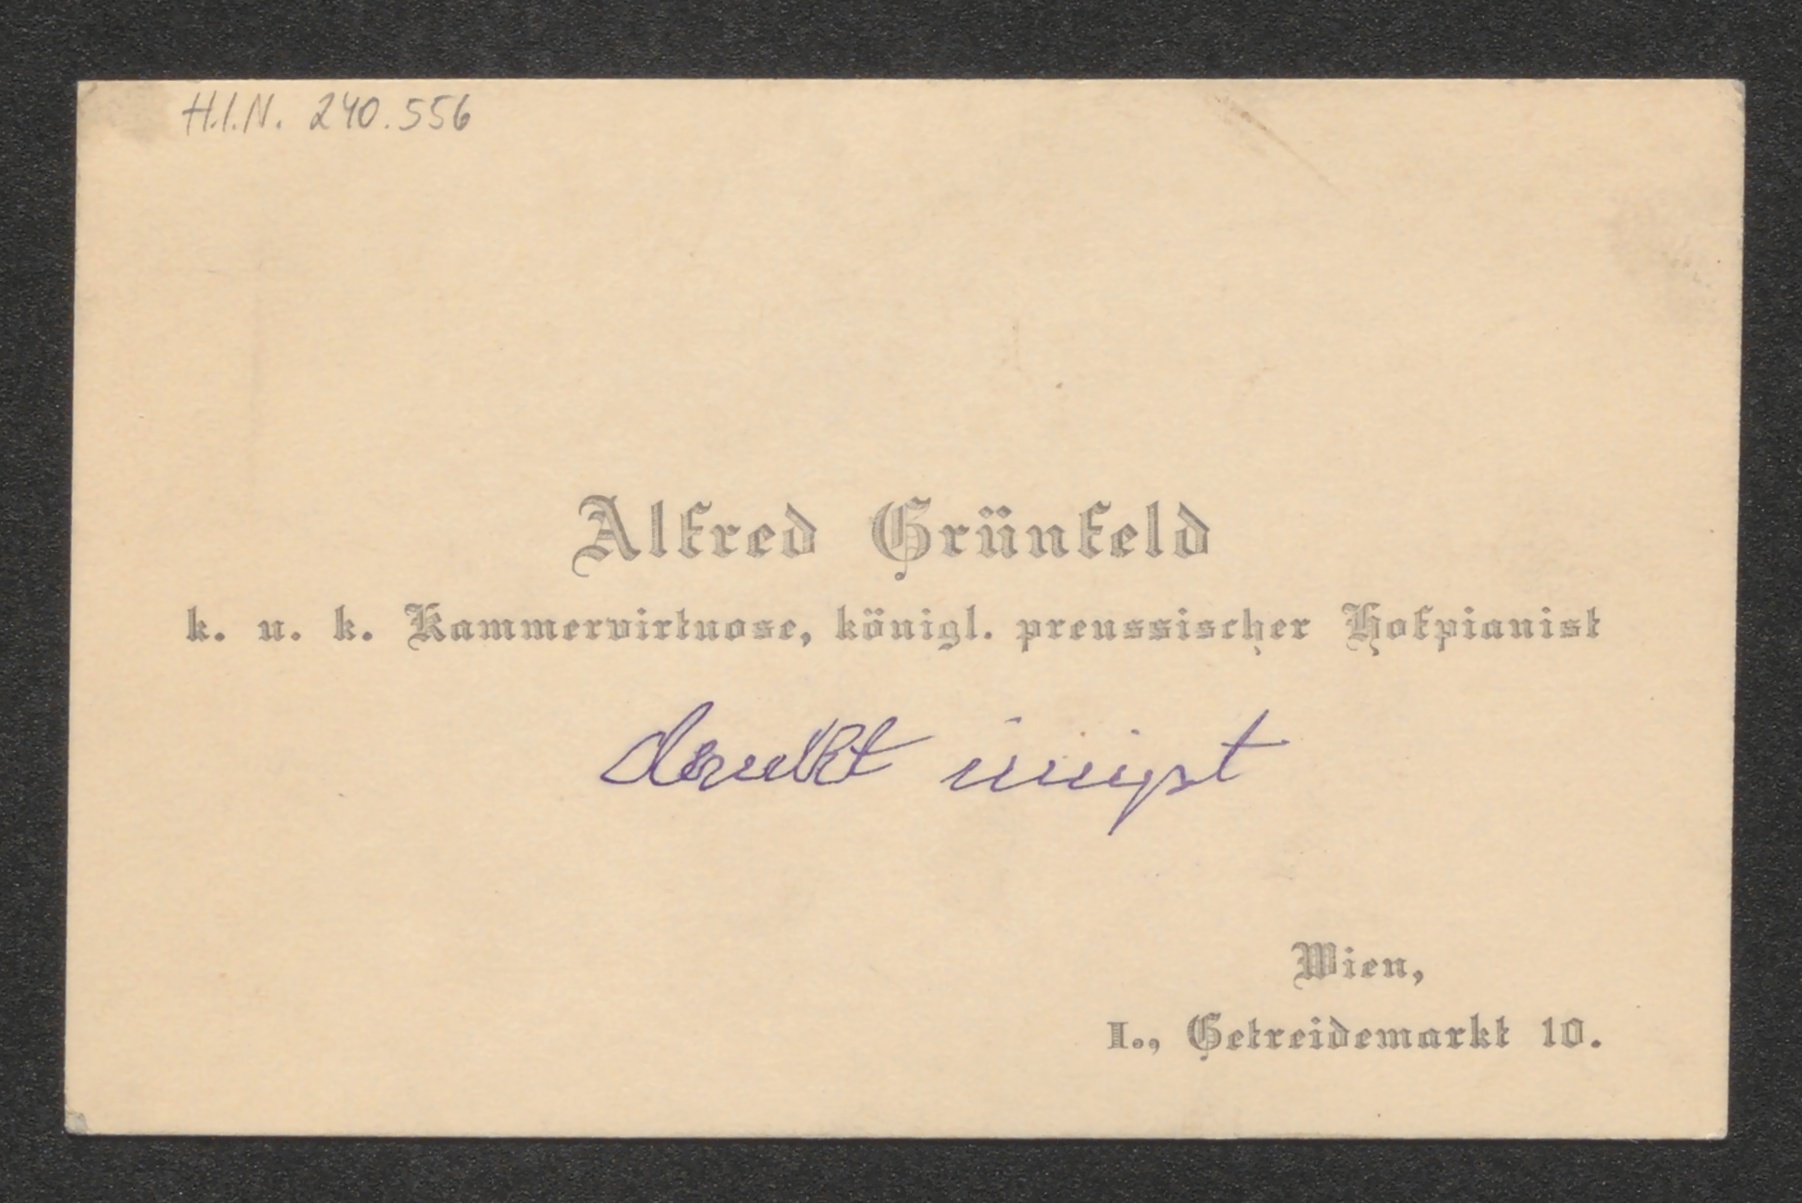 H.I.N. 240.556
Alfred Grünfeld
k. u. k. Kammervirtuose, königl. preussischer Hofpianist
dankt innigst
Wien,
I., Getreidemarkt 10.